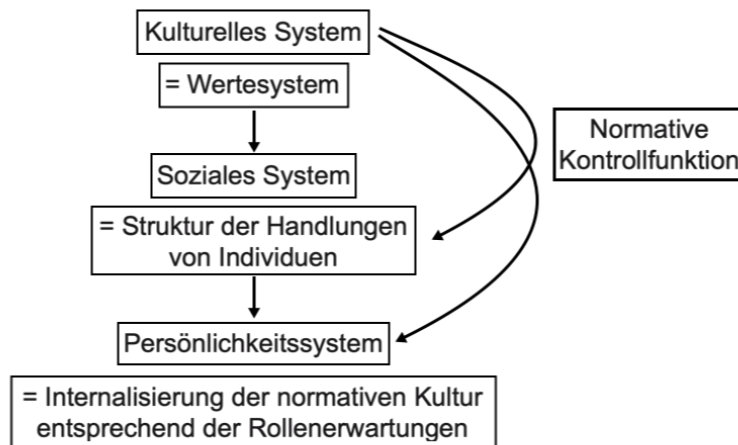 Kulturelles System
= Wertesystem
Normative
Kontrollfunktion
Soziales System
= Struktur der Handlungen
von Individuen
Persönlichkeitssystem
= Internalisierung der normativen Kultur
entsprechend der Rollenerwartungen